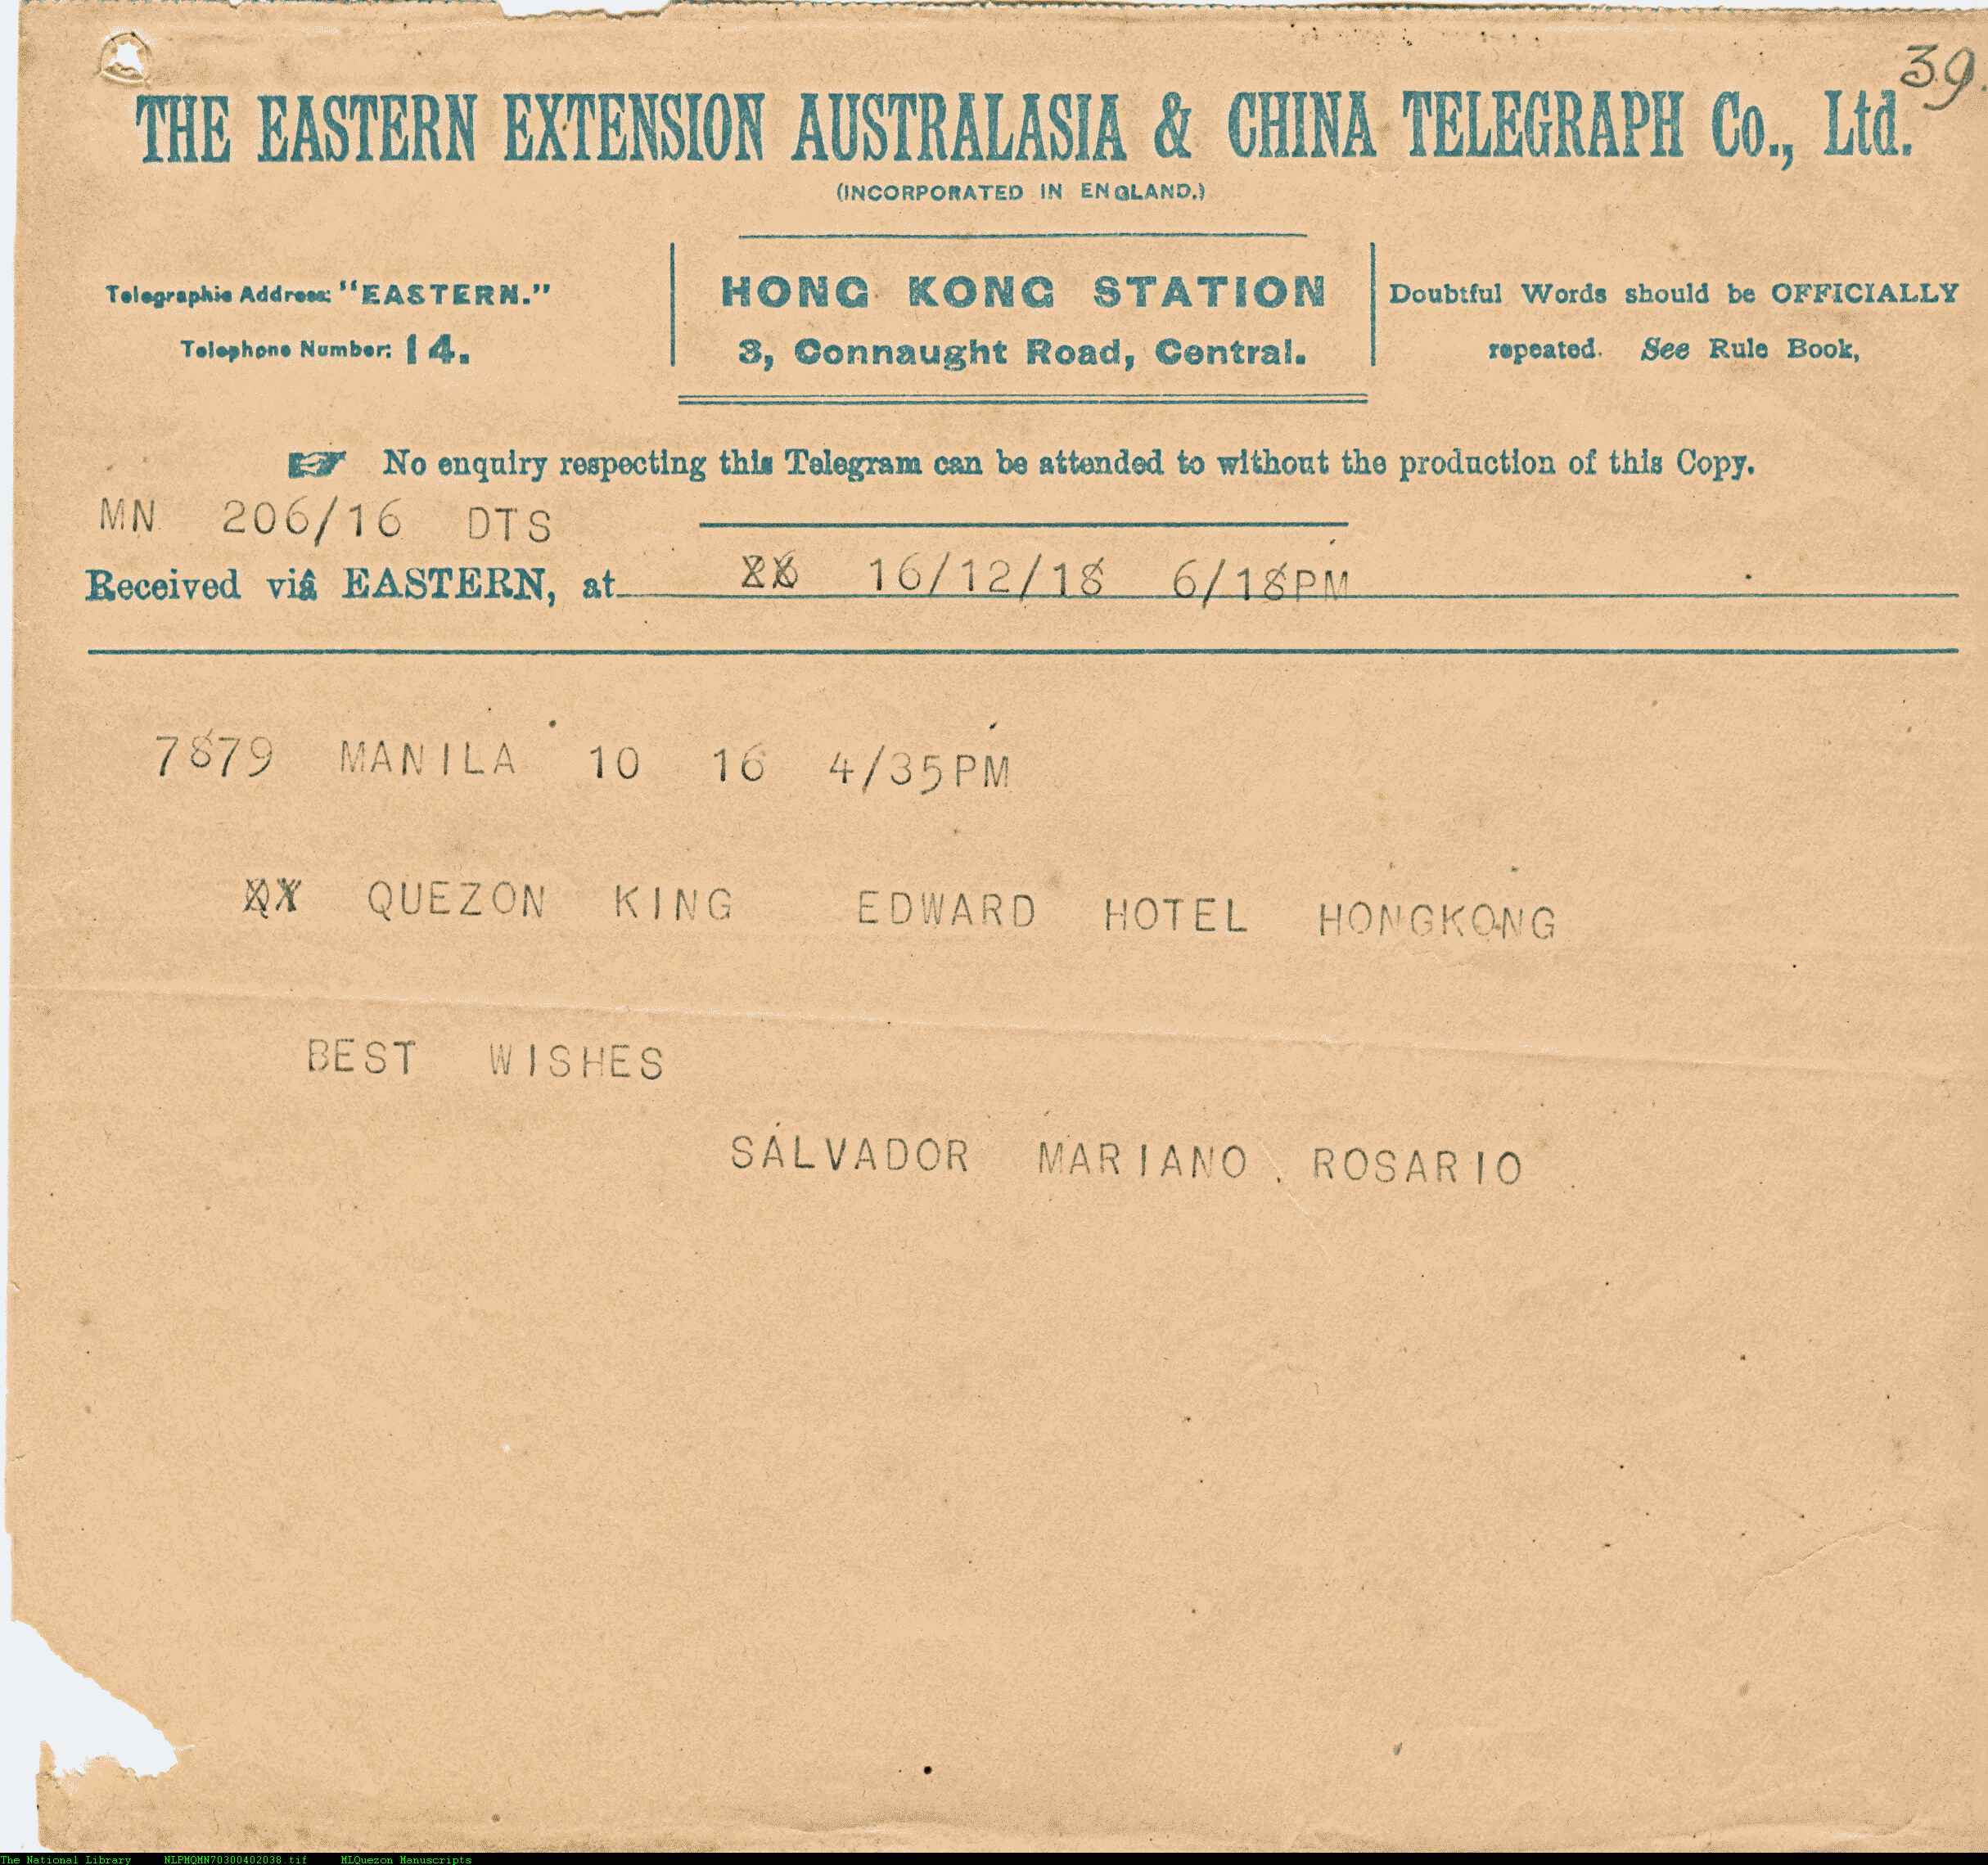 39.
THE EASTERN EXTENSION AUSTRALASIA & CHINA TELEGRAPH Co., Ltd.
(INCORPORATED IN ENGLAND.)
Telegraphic Address: "EASTERN."
Telephone Number: 14.
HONG KONG STATION
3, Connaught Road, Central.
Doubtful Words should be OFFICIALLY
repeated. See Rule Book,
☞ No enquiry respecting this Telegram can be attended to without the production of this Copy.
MN 206/16 DTS
Received viâ EASTERN, at 16/12/18 6/18PM
7879 MANILA 10 16 4/35PM
QUEZON KING EDWARD HOTEL HONGKONG
BEST WISHES
SALVADOR MARIANO ROSARIO
The National Library NLPMQMN70300402038.tif MLQuezon Manuscripts